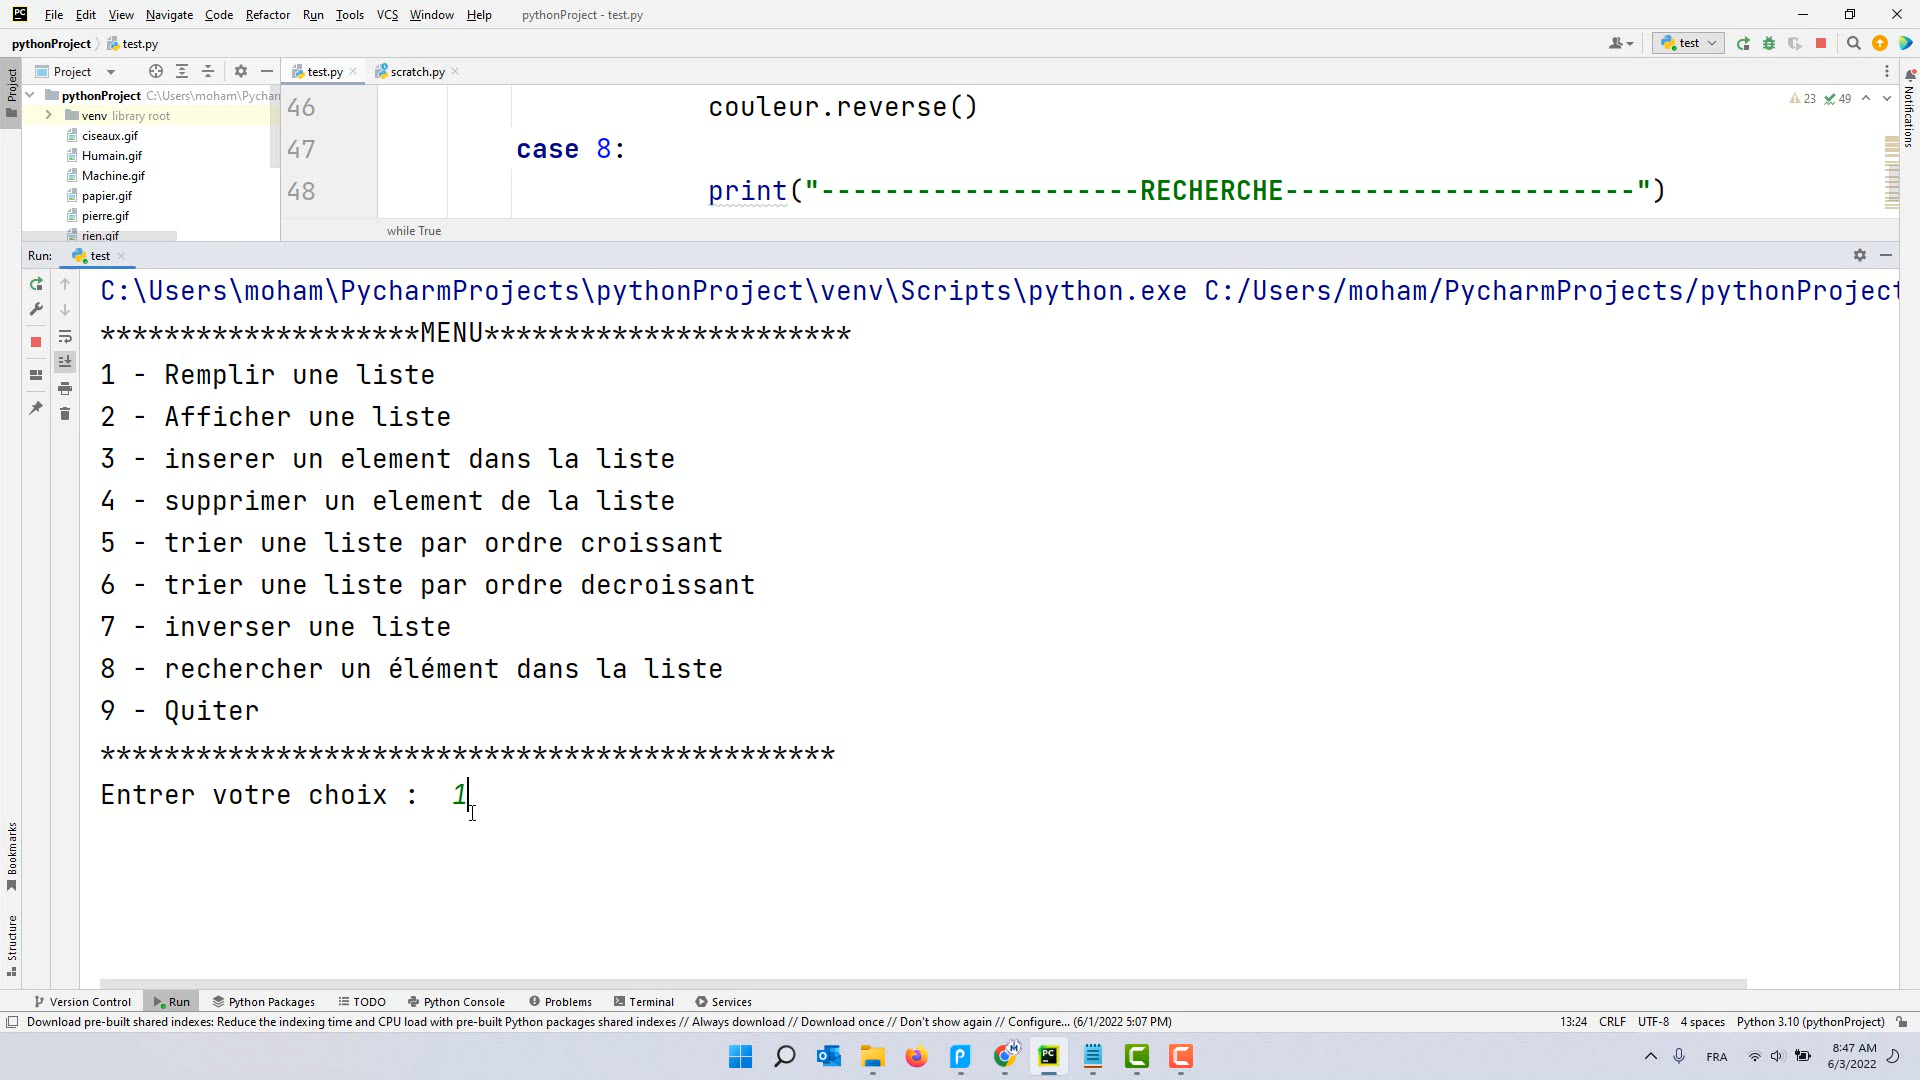 File Edit View Navigate Code Refactor Run Tools VCS Window Help pythonProject - test.py
pythonProject test.py test
Project test.py scratch.py
pythonProject C:\Users\moham\Pychar
venv library root
ciseaux.gif
Humain.gif
Machine.gif
papier.gif
pierre.gif
rien.gif
46 couleur.reverse()
47 case 8:
48 print("--------------------RECHERCHE----------------------")
23 49
while True
Run: test
C:\Users\moham\PycharmProjects\pythonProject\venv\Scripts\python.exe C:/Users/moham/PycharmProjects/pythonProject
********************MENU***********************
1 - Remplir une liste
2 - Afficher une liste
3 - inserer un element dans la liste
4 - supprimer un element de la liste
5 - trier une liste par ordre croissant
6 - trier une liste par ordre decroissant
7 - inverser une liste
8 - rechercher un élément dans la liste
9 - Quiter
**********************************************
Entrer votre choix :  1
Project
Bookmarks
Structure
Notifications
Version Control Run Python Packages TODO Python Console Problems Terminal Services
Download pre-built shared indexes: Reduce the indexing time and CPU load with pre-built Python packages shared indexes // Always download // Download once // Don't show again // Configure... (6/1/2022 5:07 PM) 13:24 CRLF UTF-8 4 spaces Python 3.10 (pythonProject)
FRA 8:47 AM
6/3/2022